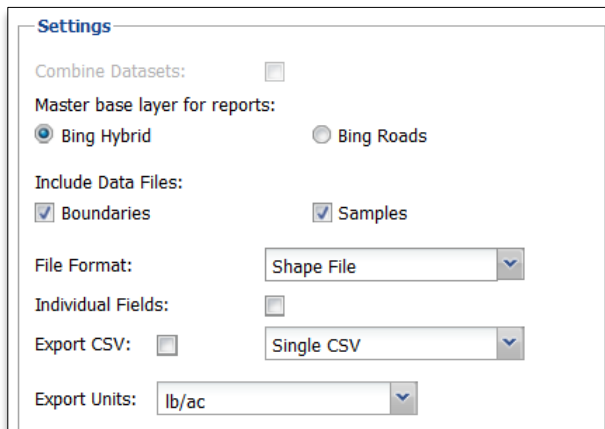 Settings
Combine Datasets:
Master base layer for reports:
Bing Hybrid Bing Roads
Include Data Files:
Boundaries Samples
File Format: Shape File
Individual Fields:
Export CSV: Single CSV
Export Units: lb/ac